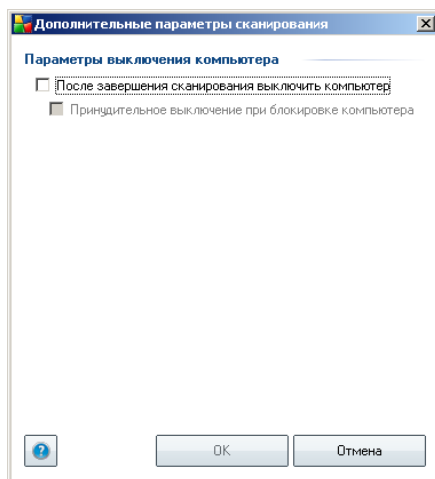 Дополнительные параметры сканирования
Параметры выключения компьютера
После завершения сканирования выключить компьютер
Принудительное выключение при блокировке компьютера
OK
Отмена